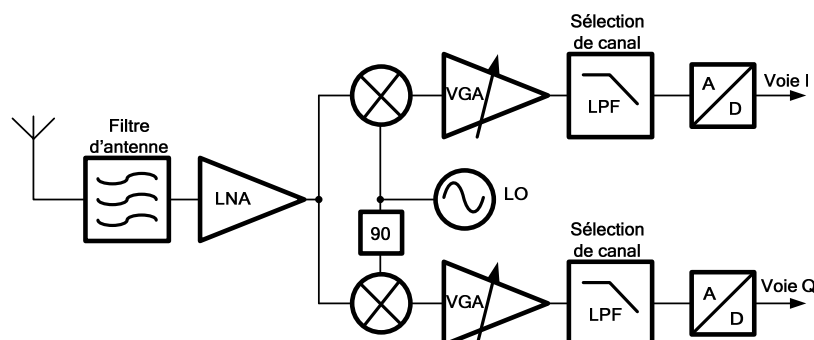 Sélection
de canal
VGA
LPF
A
D
Voie I
Filtre
d'antenne
LNA
LO
90
Sélection
de canal
VGA
LPF
A
D
Voie Q